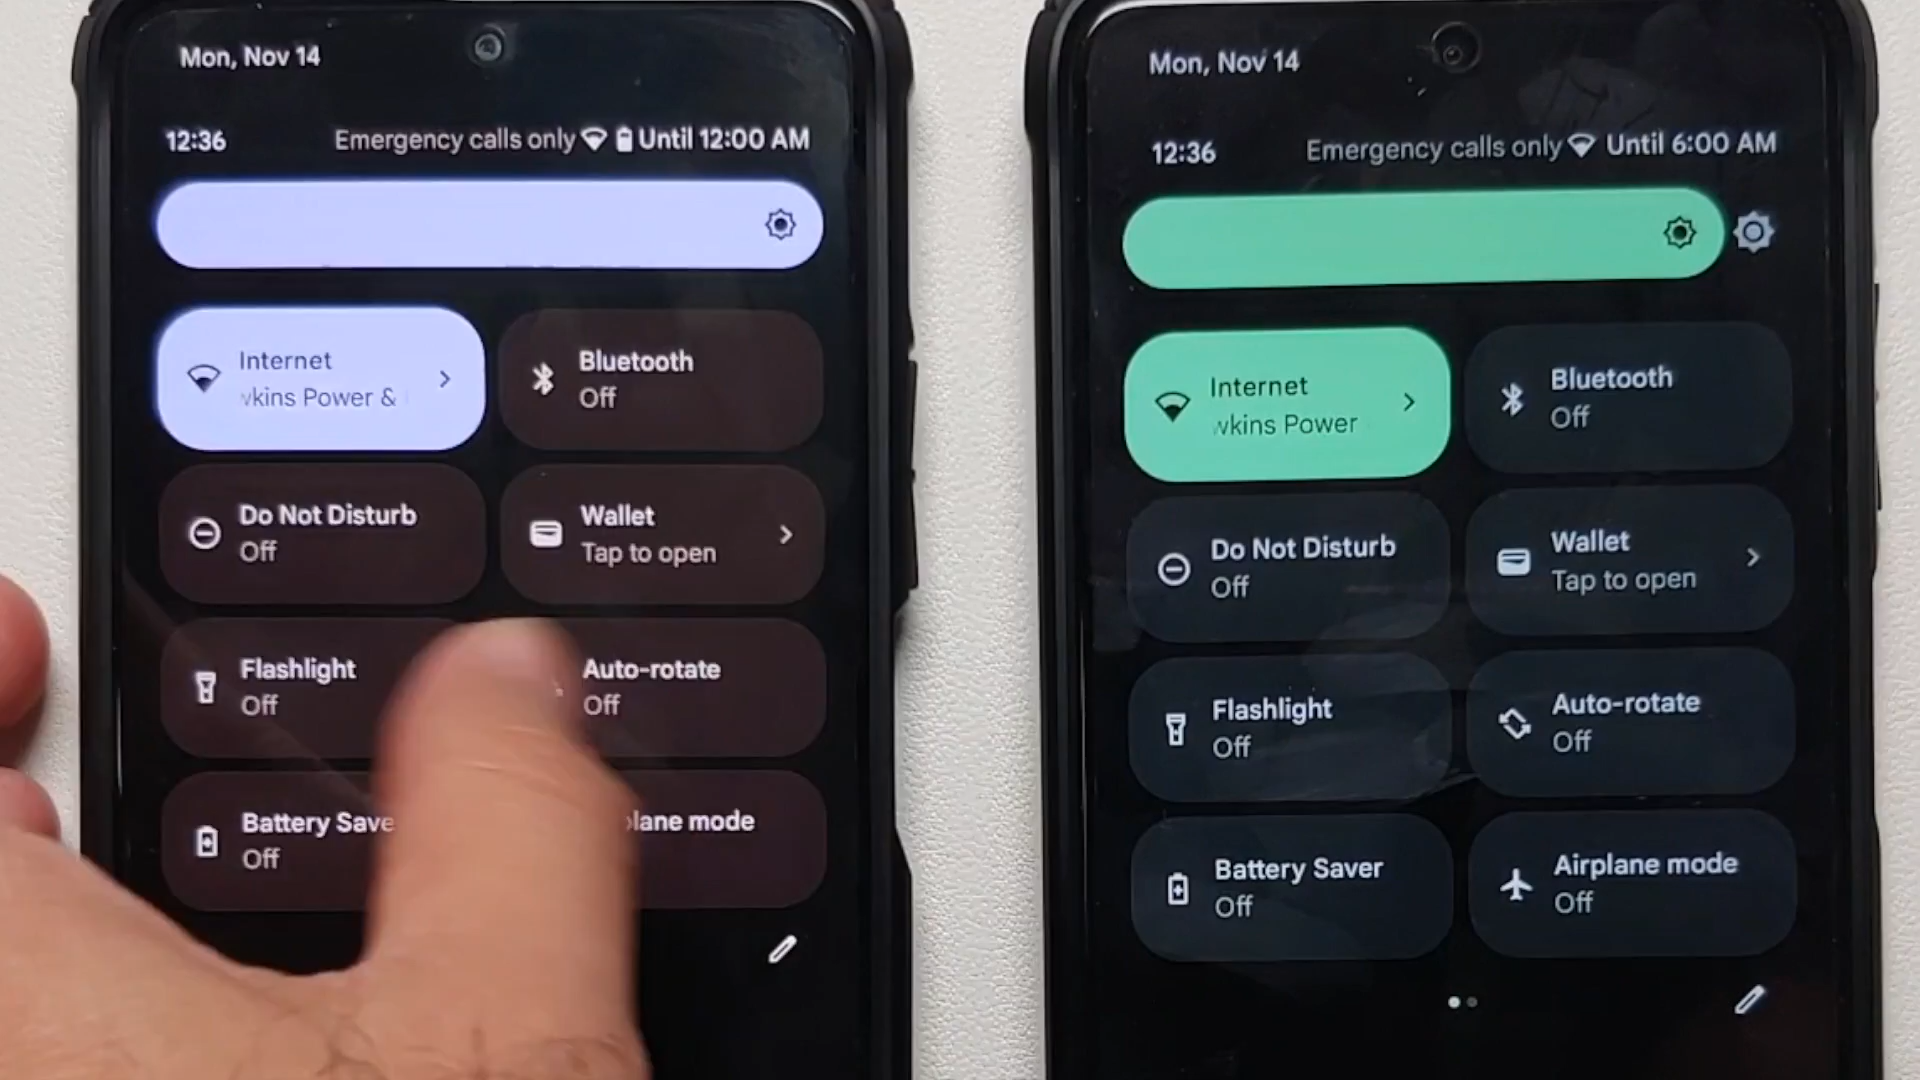 Mon, Nov 14
12:36 Emergency calls only Until 12:00 AM
Internet
vkins Power &
Bluetooth
Off
Do Not Disturb
Off
Wallet
Tap to open
Flashlight
Off
Auto-rotate
Off
Battery Save
Off
plane mode
Mon, Nov 14
12:36 Emergency calls only Until 6:00 AM
Internet
wkins Power
Bluetooth
Off
Do Not Disturb
Off
Wallet
Tap to open
Flashlight
Off
Auto-rotate
Off
Battery Saver
Off
Airplane mode
Off